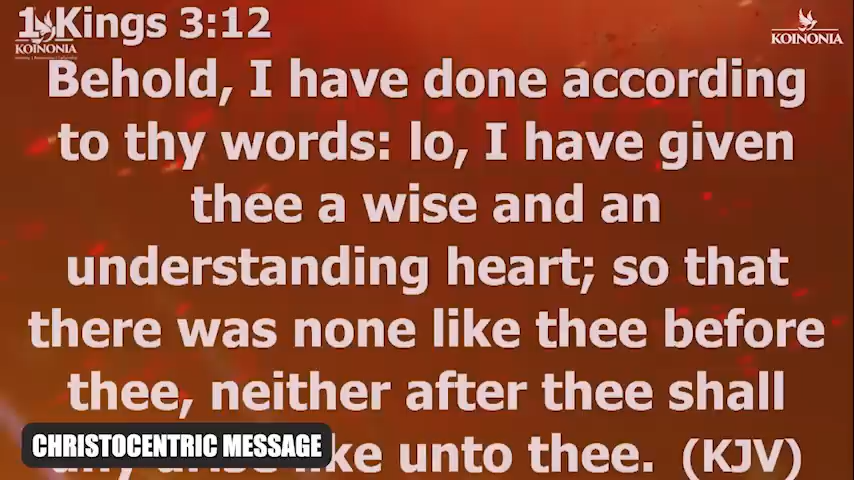 1 Kings 3:12
KOINONIA
KOINONIA
Behold, I have done according
to thy words: lo, I have given
thee a wise and an
understanding heart; so that
there was none like thee before
thee, neither after thee shall
unto thee. (KJV)
CHRISTOCENTRIC MESSAGE